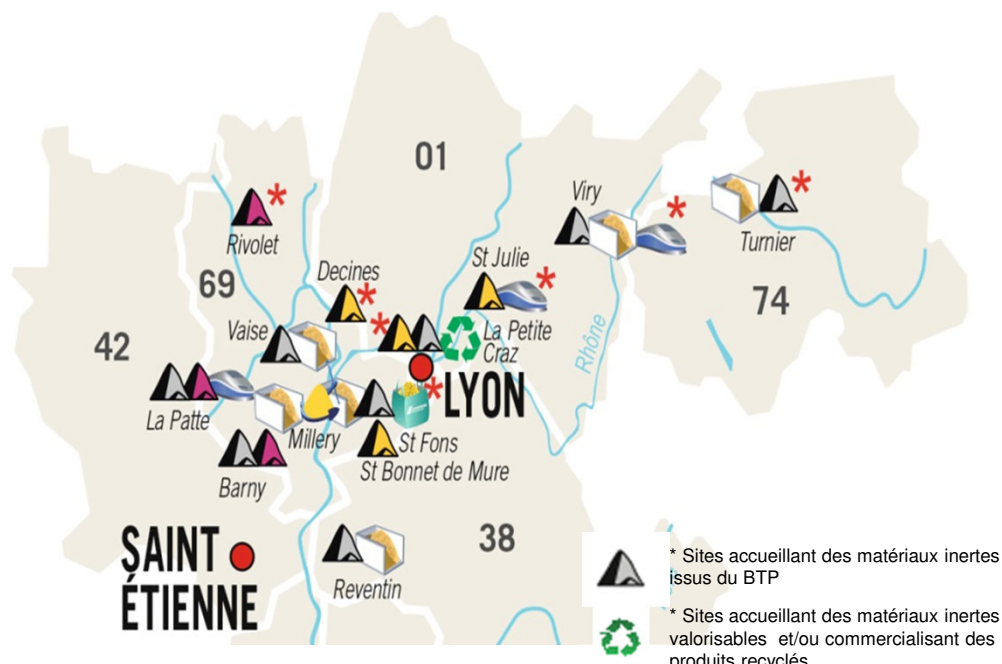 01
Viry
*
*
Rivolet
*
*
Turnier
69
Decines
*
*
St Julie
*
74
Vaise
La Petite
Craz
Rhône
42
LYON
*
La Patte
Millery
St Fons
St Bonnet de Mure
Barny
SAINT
ÉTIENNE
38
Reventin
* Sites accueillant des matériaux inertes
issus du BTP
* Sites accueillant des matériaux inertes
valorisables et/ou commercialisant des
produits recyclés